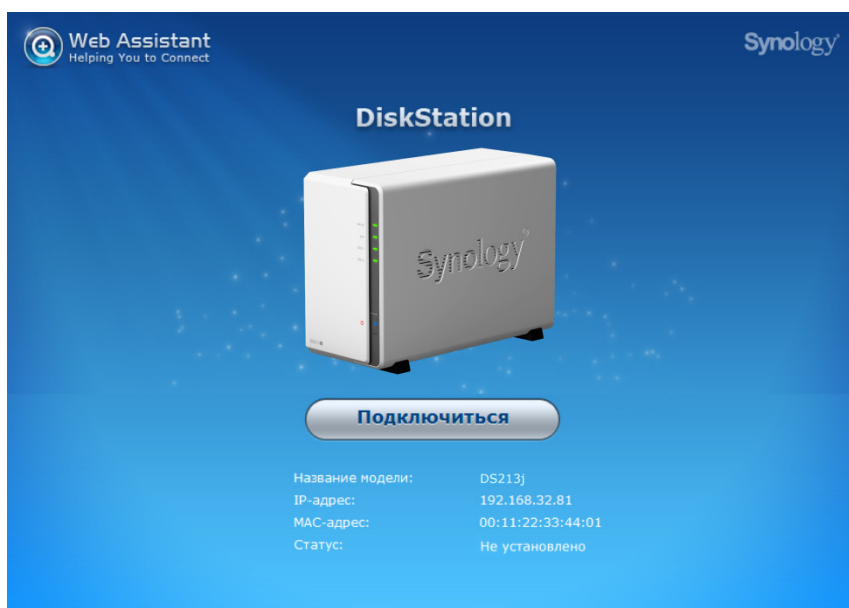 Web Assistant
Helping You to Connect
Synology
DiskStation
Synology
Подключиться
Название модели: DS213j
IP-адрес: 192.168.32.81
MAC-адрес: 00:11:22:33:44:01
Статус: Не установлено